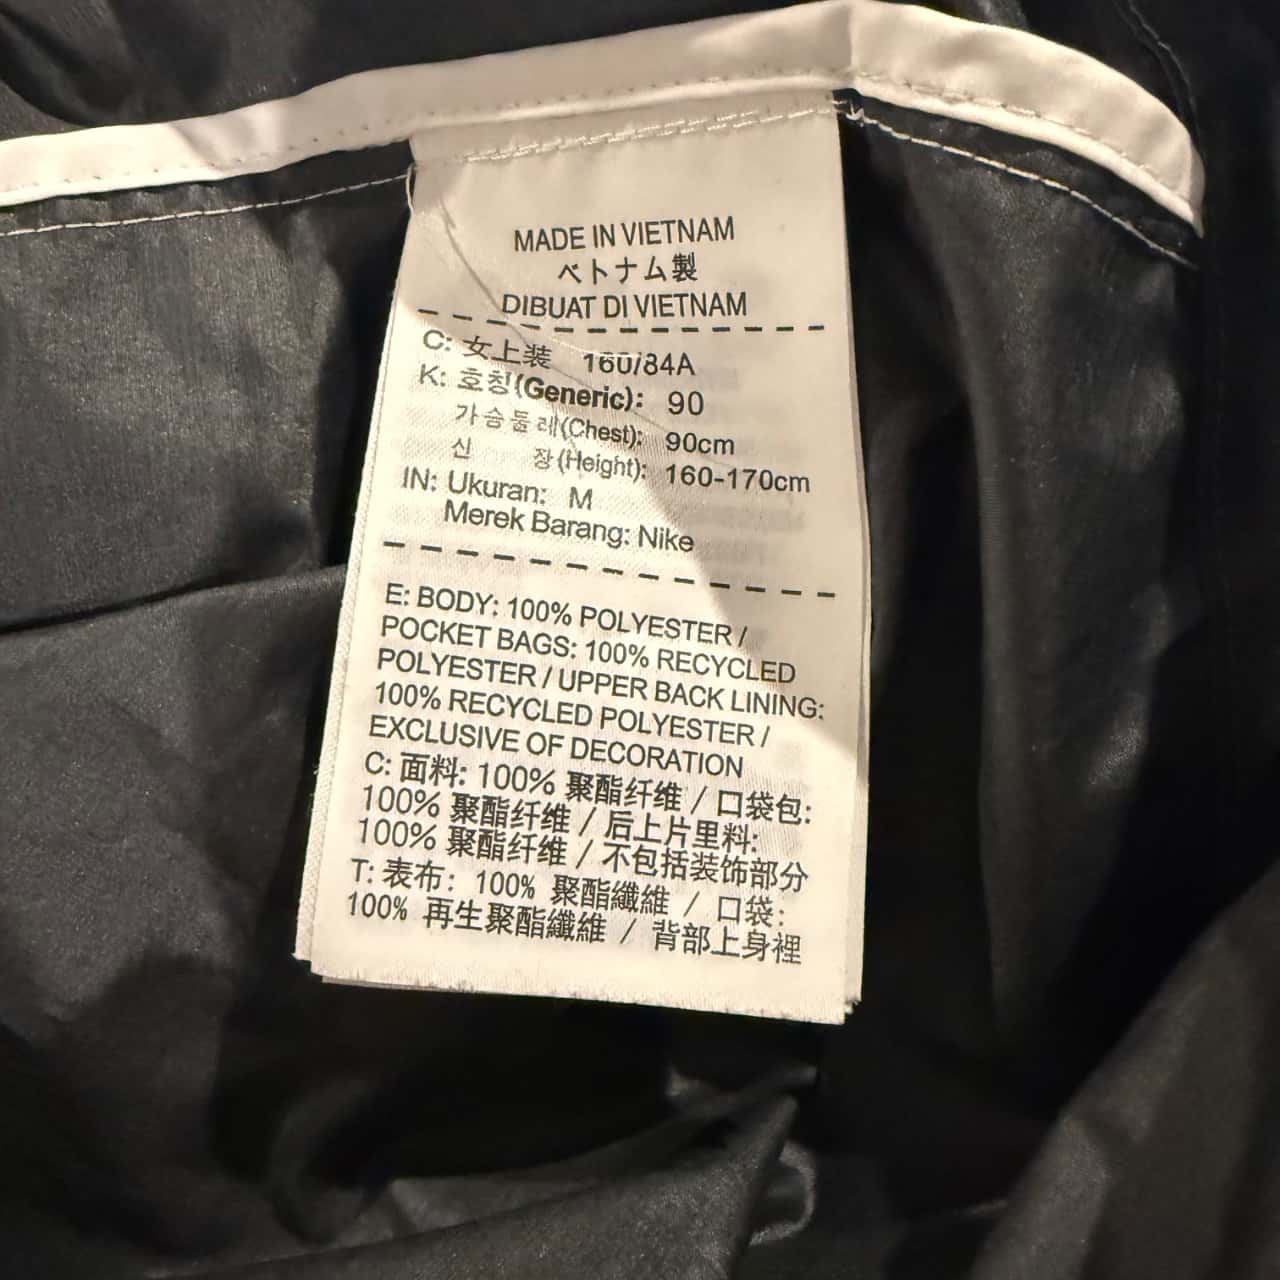 MADE IN VIETNAM
ベトナム製
DIBUAT DI VIETNAM
C: 女上装 160/84A
K: 호칭(Generic): 90
가슴둘레(Chest): 90cm
신 장(Height): 160-170cm
IN: Ukuran: M
Merek Barang: Nike
E: BODY: 100% POLYESTER /
POCKET BAGS: 100% RECYCLED
POLYESTER / UPPER BACK LINING:
100% RECYCLED POLYESTER /
EXCLUSIVE OF DECORATION
C: 面料: 100% 聚酯纤维 / 口袋包:
100% 聚酯纤维 / 后上片里料:
100% 聚酯纤维 / 不包括装饰部分
T: 表布: 100% 聚酯纖維 / 口袋:
100% 再生聚酯纖維 / 背部上身裡